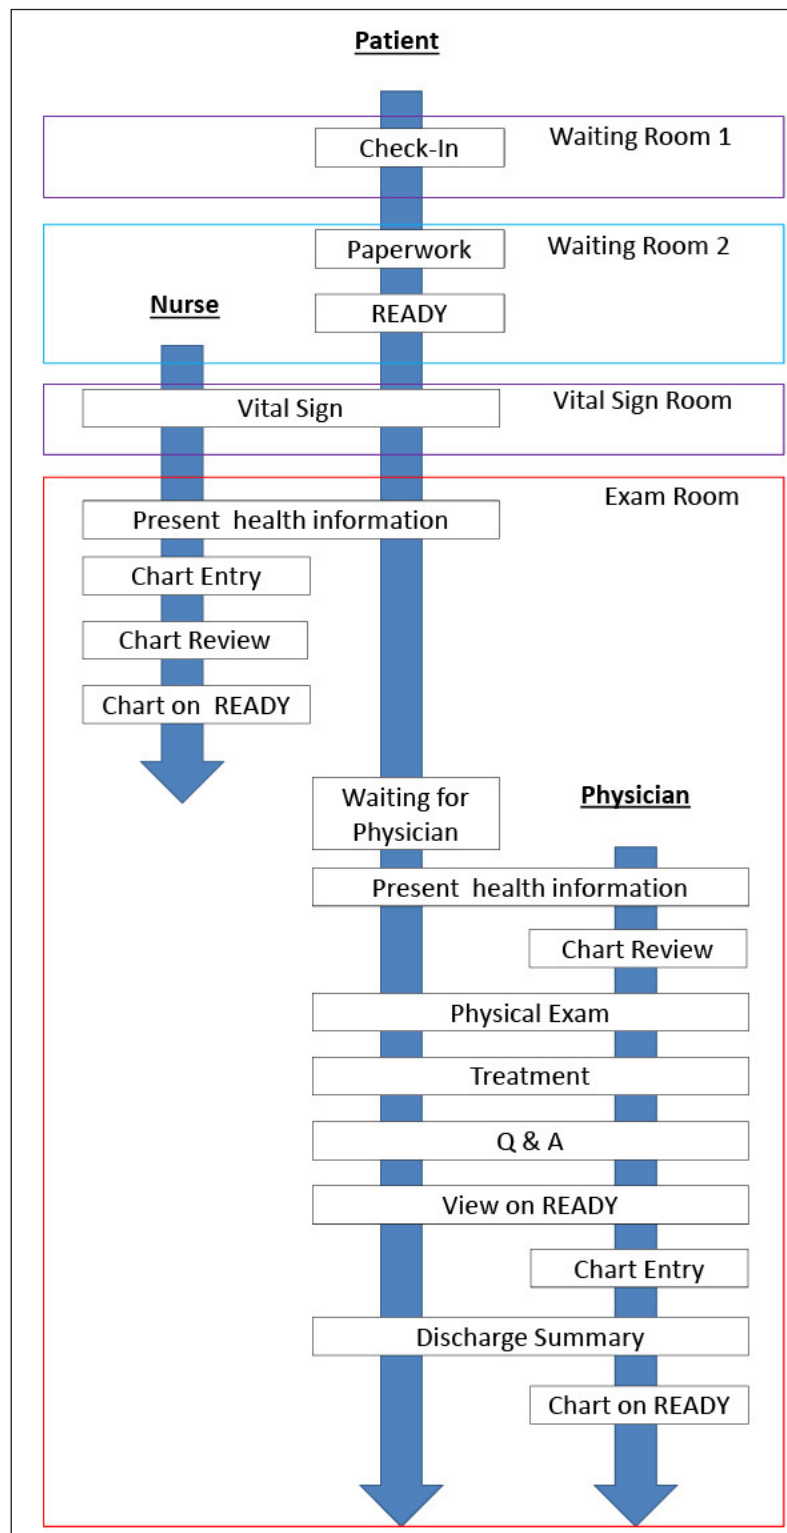 Patient
Waiting Room 1
Check-In
Waiting Room 2
Paperwork
Nurse
READY
Vital Sign Room
Vital Sign
Exam Room
Present health information
Chart Entry
Chart Review
Chart on READY
Waiting for
Physician
Physician
Present health information
Chart Review
Physical Exam
Treatment
Q & A
View on READY
Chart Entry
Discharge Summary
Chart on READY